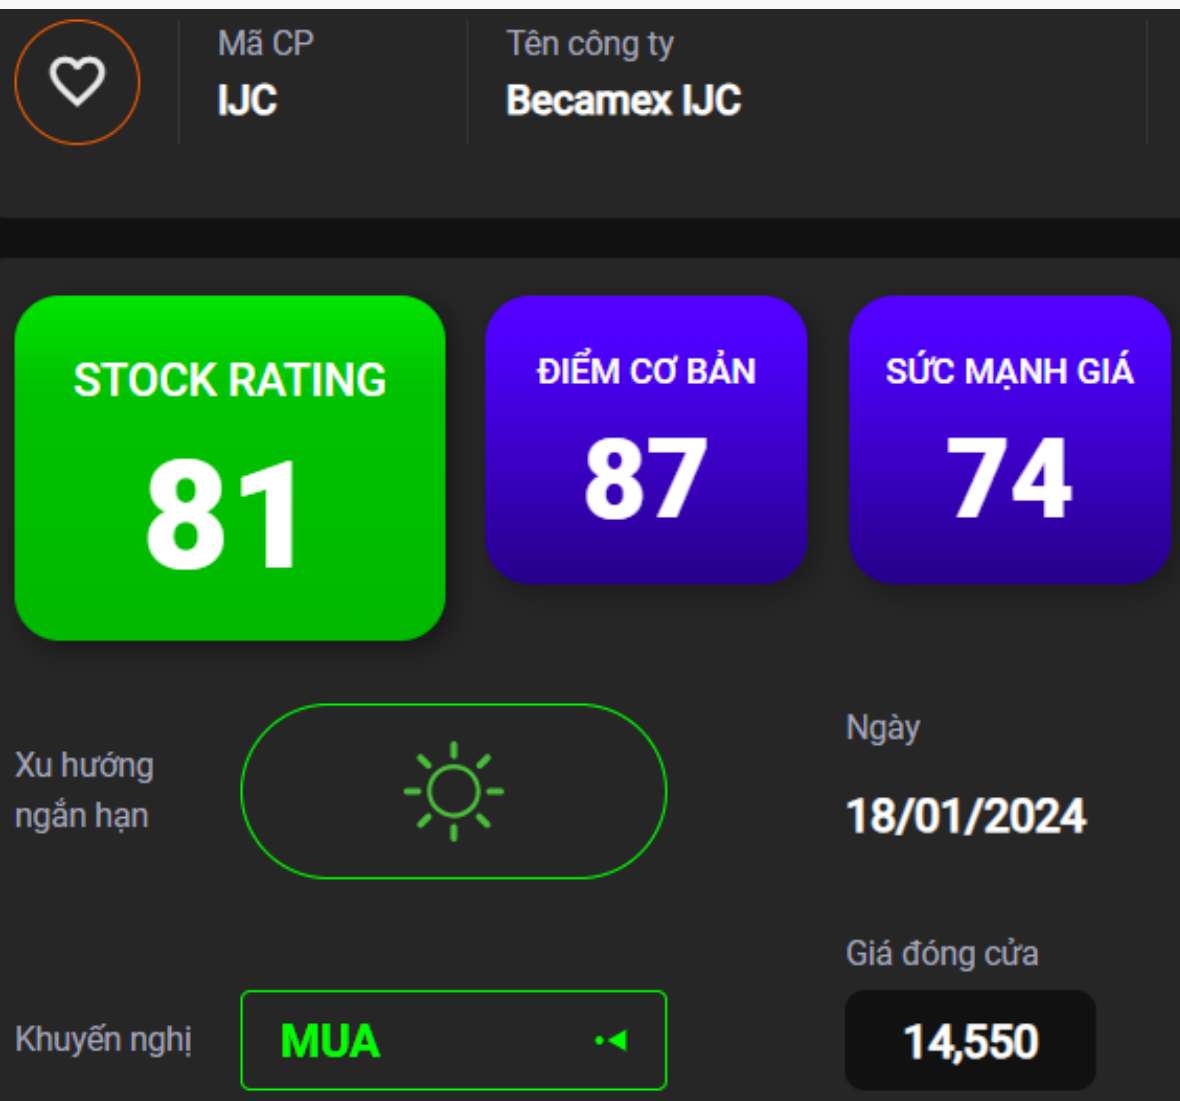 Mã CP
IJC
Tên công ty
Becamex IJC
STOCK RATING
81
ĐIỂM CƠ BẢN
87
SỨC MẠNH GIÁ
74
Xu hướng
ngắn hạn
Ngày
18/01/2024
Khuyến nghị
MUA
Giá đóng cửa
14,550